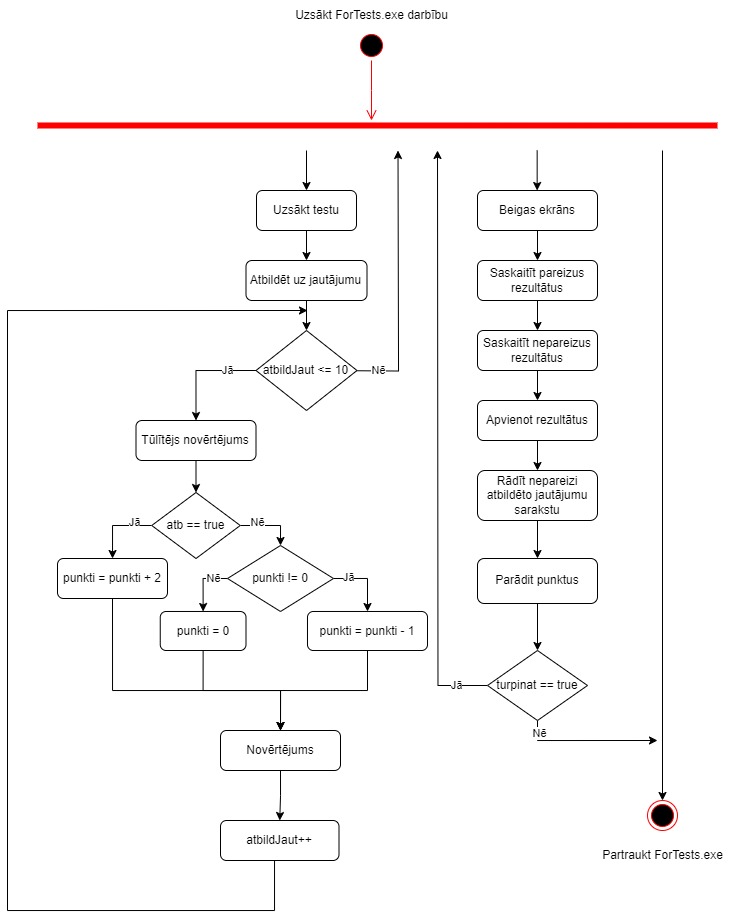 Uzsākt ForTests.exe darbību
Uzsākt testu
Atbildēt uz jautājumu
atbildJaut <= 10
Jā
Nē
Tūlītējs novērtējums
atb == true
Jā
Nē
punkti = punkti + 2
punkti != 0
Nē
Jā
punkti = 0
punkti = punkti - 1
Novērtējums
atbildJaut++
Beigas ekrāns
Saskaitīt pareizus
rezultātus
Saskaitīt nepareizus
rezultātus
Apvienot rezultātus
Rādīt nepareizi
atbildēto jautājumu
sarakstu
Parādit punktus
turpinat == true
Jā
Nē
Partraukt ForTests.exe